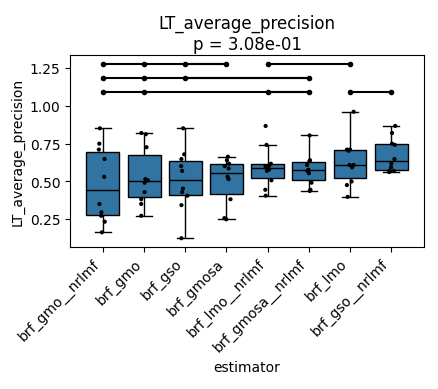 LT_average_precision
p = 3.08e-01
LT_average_precision
1.25
1.00
0.75
0.50
0.25
brf_gmo__nrlmf
brf_gmo
brf_gso
brf_gmosa
brf_lmo__nrlmf
brf_gmosa__nrlmf
brf_lmo
brf_gso__nrlmf
estimator